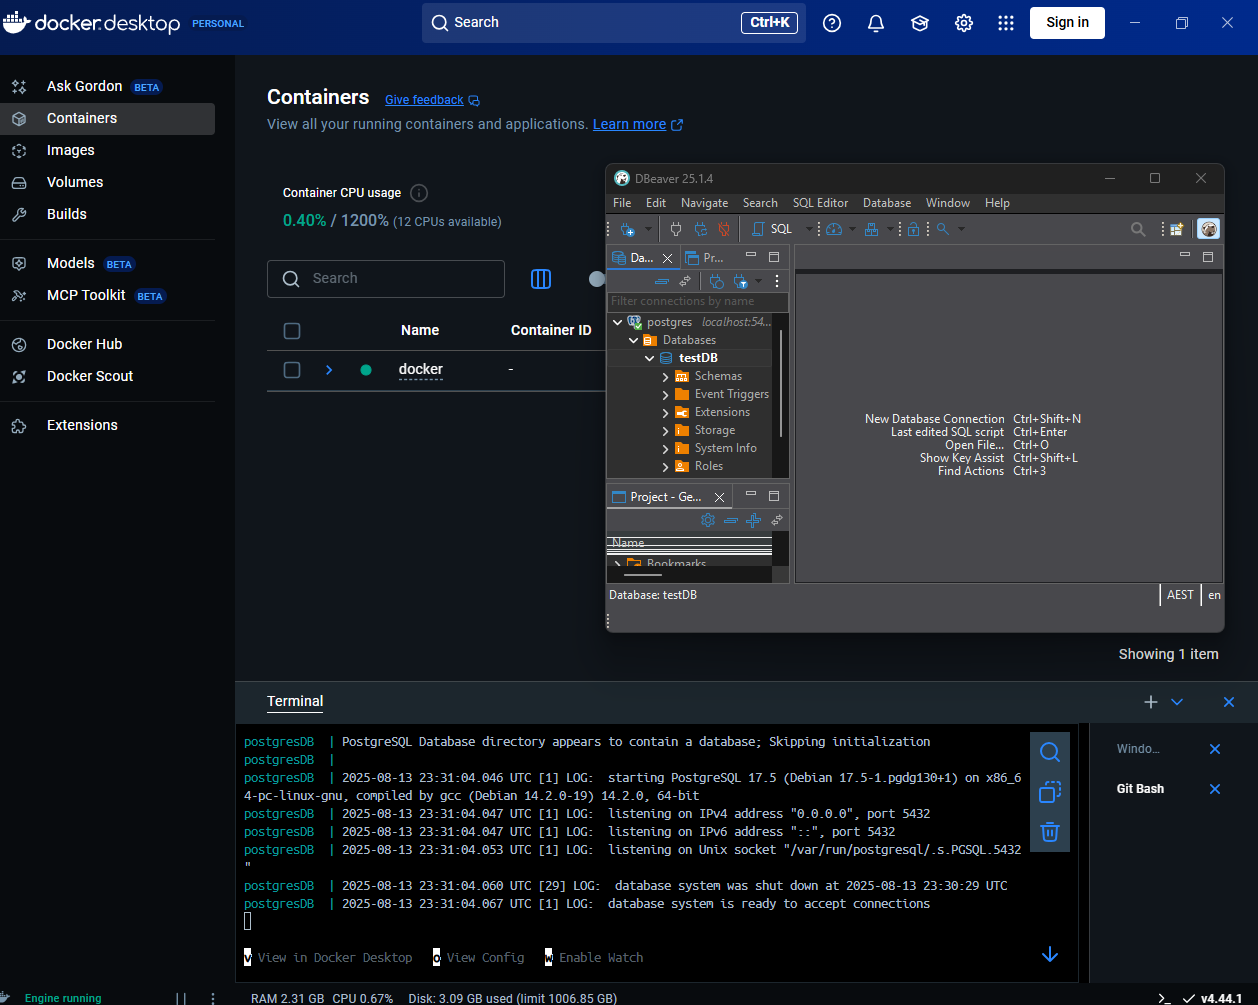 docker.desktop PERSONAL
Search
Ctrl+K
Sign in
Ask Gordon BETA
Containers
Images
Volumes
Builds
Models BETA
MCP Toolkit BETA
Docker Hub
Docker Scout
Extensions
Containers Give feedback
View all your running containers and applications. Learn more
Container CPU usage
0.40% / 1200% (12 CPUs available)
Search
Name Container ID
docker -
DBeaver 25.1.4
File Edit Navigate Search SQL Editor Database Window Help
SQL
Da... Pr...
Filter connections by name
postgres localhost:54...
Databases
testDB
Schemas
Event Triggers
Extensions
Storage
System Info
Roles
New Database Connection Ctrl+Shift+N
Last edited SQL script Ctrl+Enter
Open File... Ctrl+O
Show Key Assist Ctrl+Shift+L
Find Actions Ctrl+3
Project - Ge...
Name
Bookmarks
Database: testDB
AEST en
Showing 1 item
Terminal
postgresDB | PostgreSQL Database directory appears to contain a database; Skipping initialization
postgresDB |
postgresDB | 2025-08-13 23:31:04.046 UTC [1] LOG: starting PostgreSQL 17.5 (Debian 17.5-1.pgdg130+1) on x86_6
4-pc-linux-gnu, compiled by gcc (Debian 14.2.0-19) 14.2.0, 64-bit
postgresDB | 2025-08-13 23:31:04.047 UTC [1] LOG: listening on IPv4 address "0.0.0.0", port 5432
postgresDB | 2025-08-13 23:31:04.047 UTC [1] LOG: listening on IPv6 address "::", port 5432
postgresDB | 2025-08-13 23:31:04.053 UTC [1] LOG: listening on Unix socket "/var/run/postgresql/.s.PGSQL.5432
"
postgresDB | 2025-08-13 23:31:04.060 UTC [29] LOG: database system was shut down at 2025-08-13 23:30:29 UTC
postgresDB | 2025-08-13 23:31:04.067 UTC [1] LOG: database system is ready to accept connections
v View in Docker Desktop o View Config w Enable Watch
Windo...
Git Bash
Engine running
RAM 2.31 GB CPU 0.67% Disk: 3.09 GB used (limit 1006.85 GB)
v4.44.1